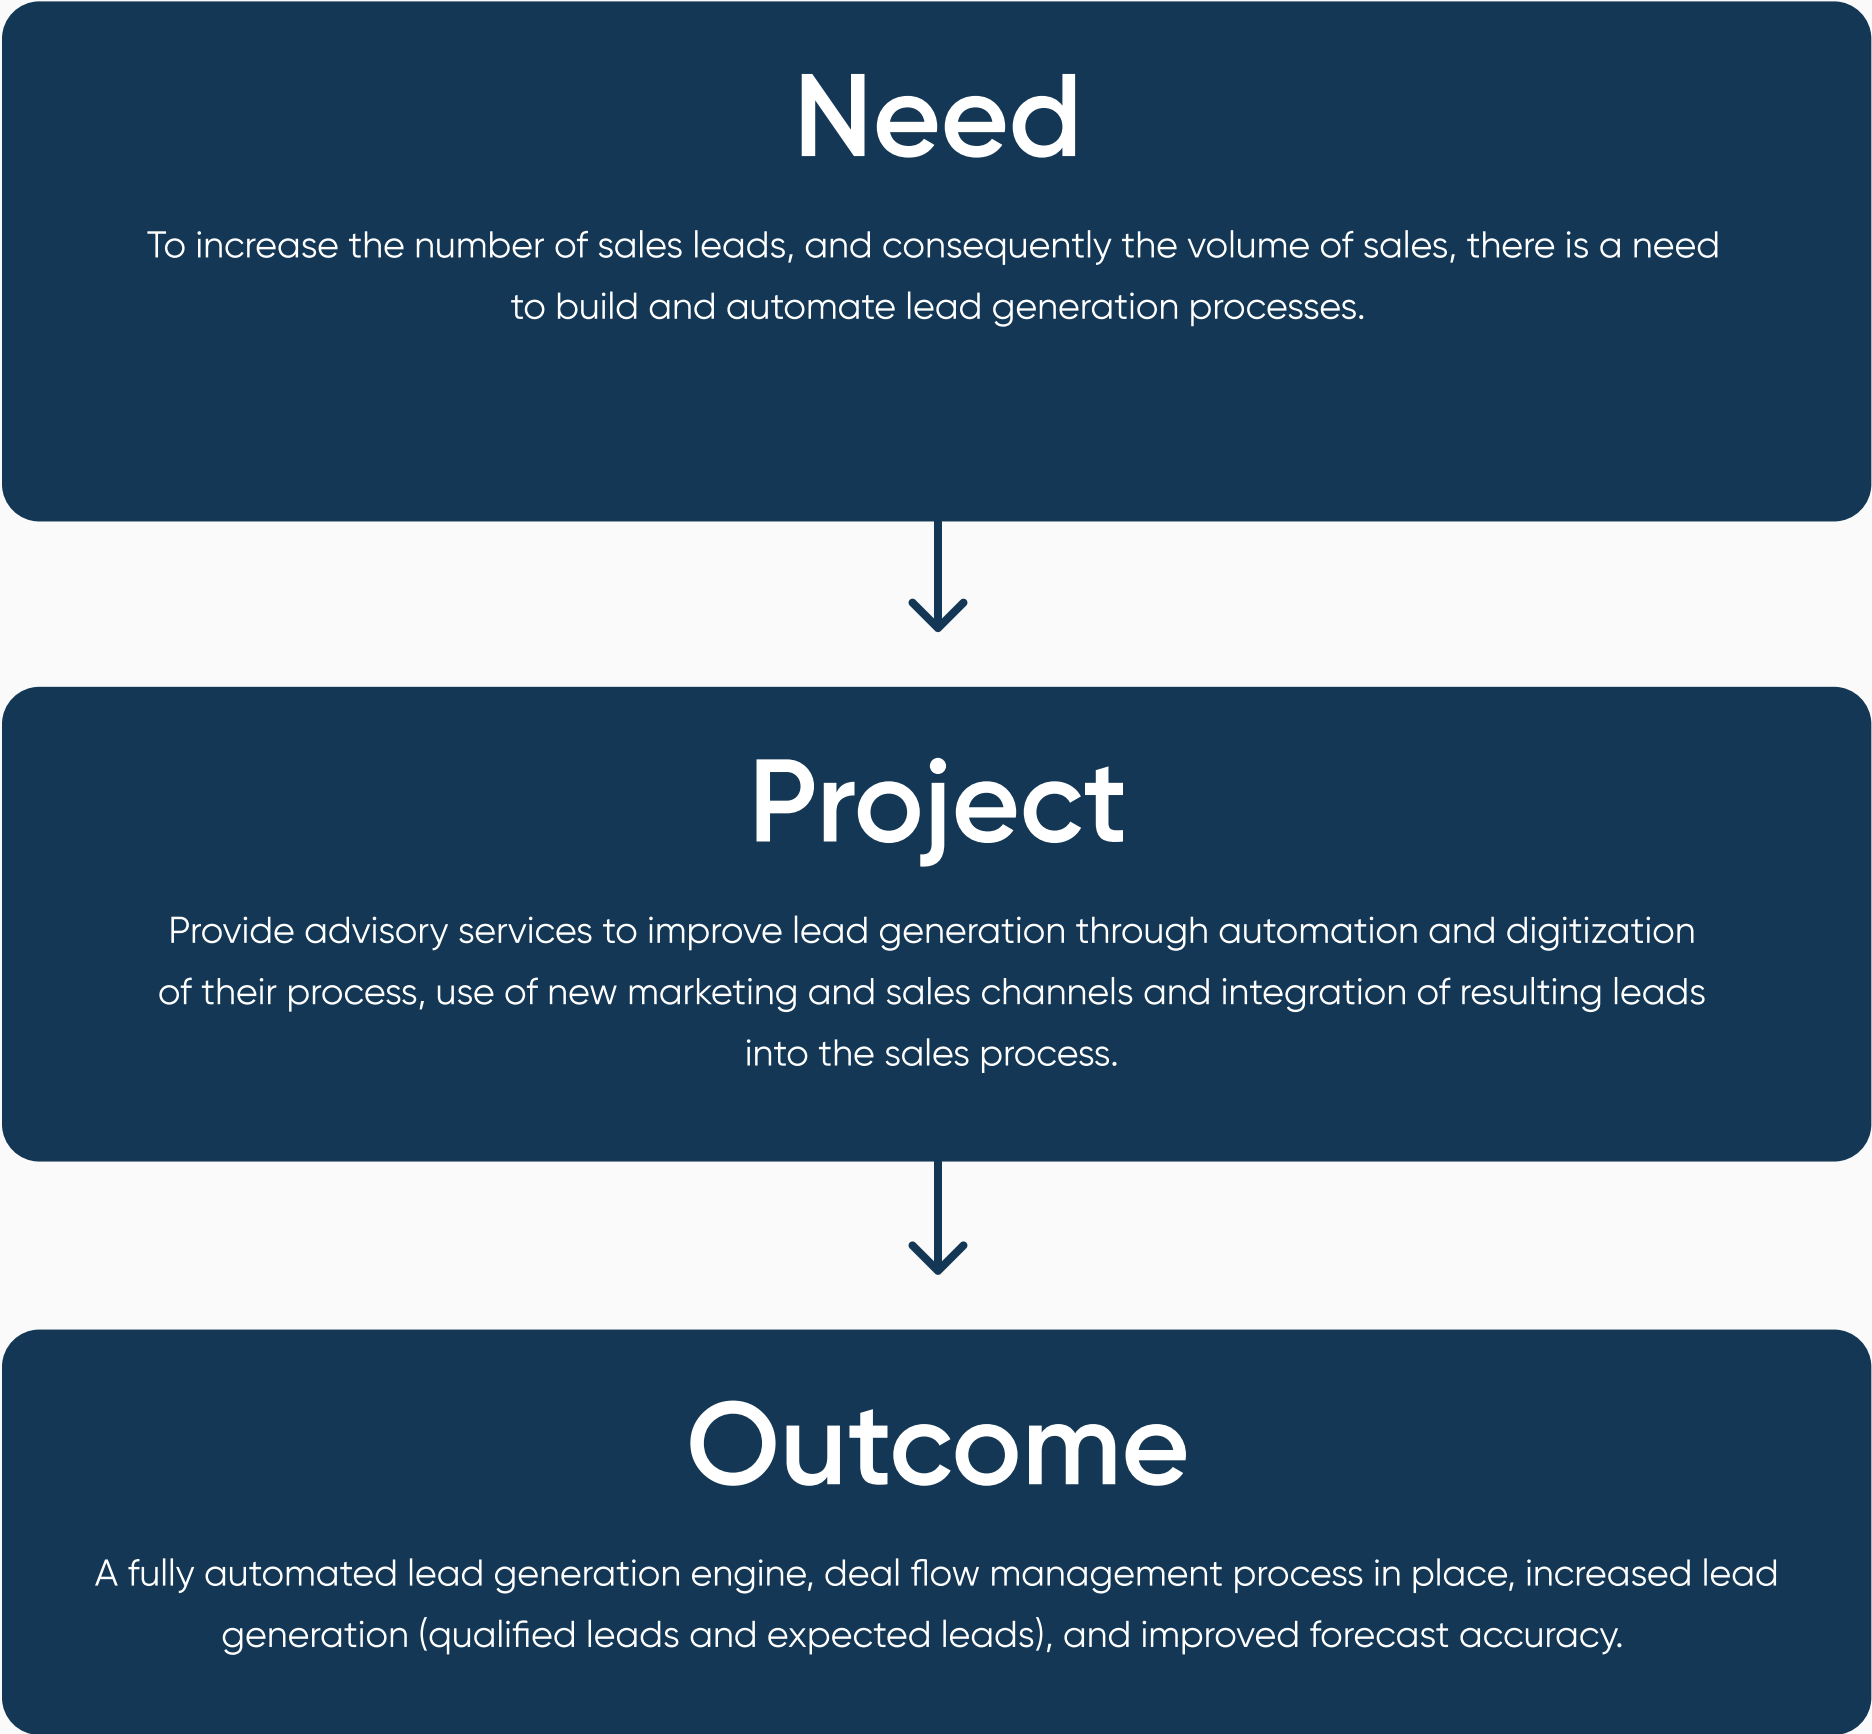 Need
To increase the number of sales leads, and consequently the volume of sales, there is a need
to build and automate lead generation processes.
Project
Provide advisory services to improve lead generation through automation and digitization
of their process, use of new marketing and sales channels and integration of resulting leads
into the sales process.
Outcome
A fully automated lead generation engine, deal flow management process in place, increased lead
generation (qualified leads and expected leads), and improved forecast accuracy.